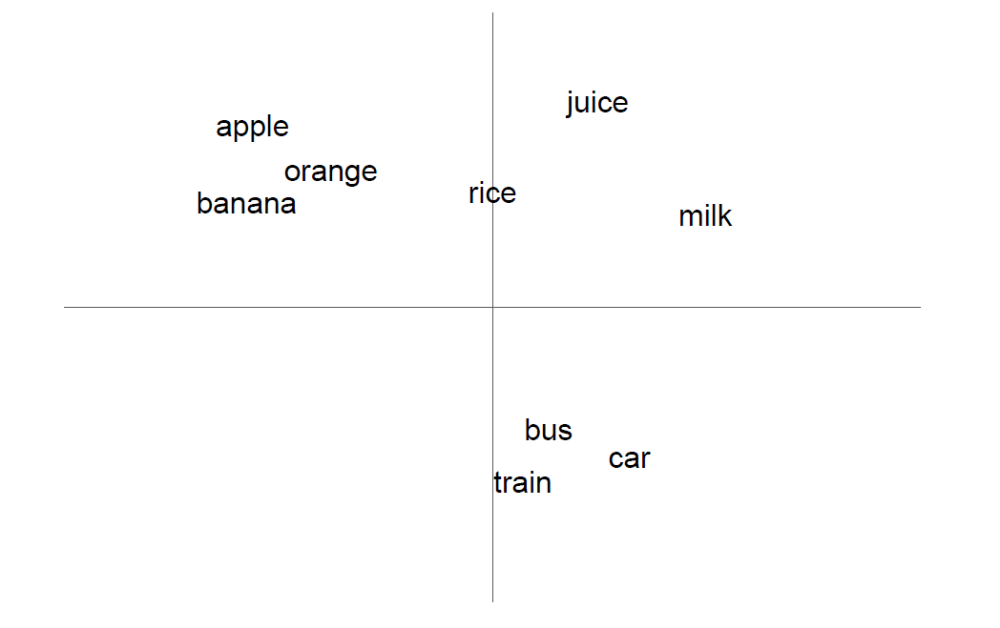 juice
apple
orange
rice
banana
milk
bus
car
train